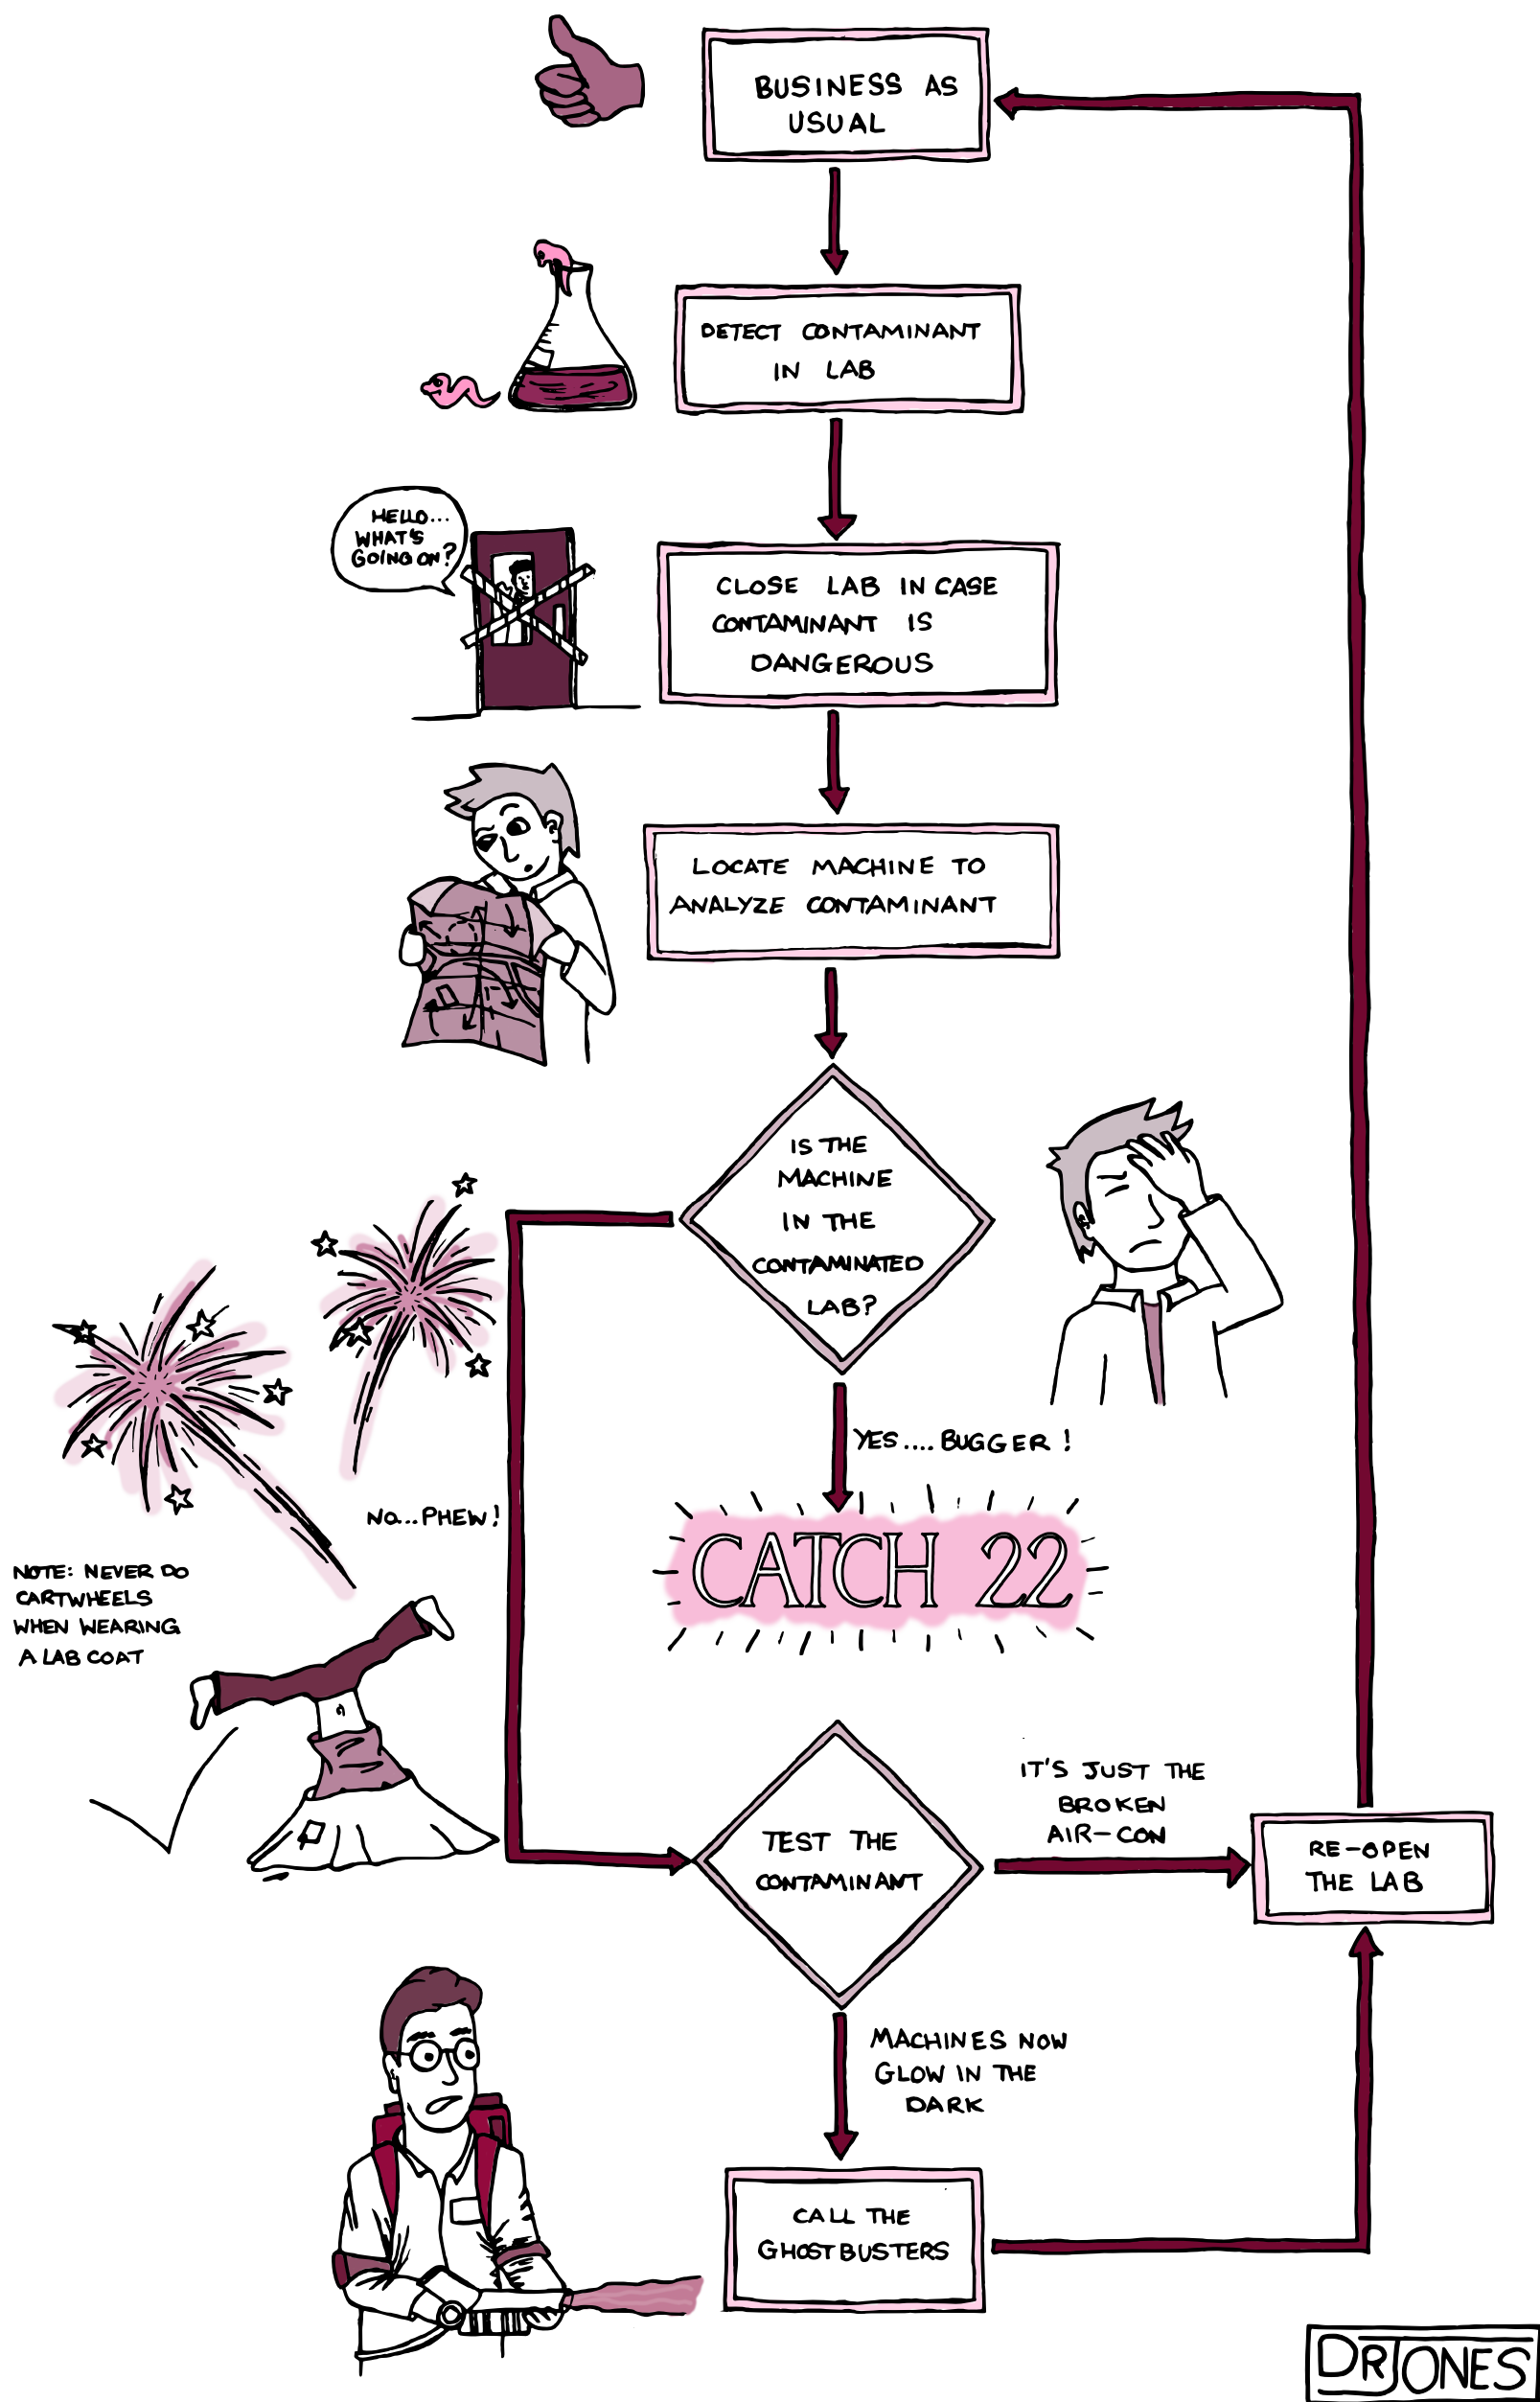 BUSINESS AS
USUAL
DETECT CONTAMINANT
IN LAB
HELLO...
WHAT'S
GOING ON?
CLOSE LAB IN CASE
CONTAMINANT IS
DANGEROUS
LOCATE MACHINE TO
ANALYZE CONTAMINANT
IS THE
MACHINE
IN THE
CONTAMINATED
LAB?
YES.... BUGGER!
NO...PHEW!
CATCH 22
NOTE: NEVER DO
CARTWHEELS
WHEN WEARING
A LAB COAT
TEST THE
CONTAMINANT
IT'S JUST THE
BROKEN
AIR-CON
RE-OPEN
THE LAB
MACHINES NOW
GLOW IN THE
DARK
CALL THE
GHOSTBUSTERS
DRJONES